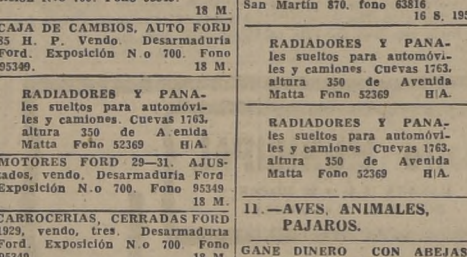 18 M.
CAJA DE CAMBIOS, AUTO FORD
85 H. P. Vendo. Desarmaduría
Ford. Exposición N.o 700. Fono
95349. 18 M.
RADIADORES Y PANA-
les sueltos para automóvi-
les y camiones. Cuevas 1763.
altura 350 de A enida
Matta Fono 52369 H|A.
MOTORES FORD 29—31. AJUS-
tados, vendo. Desarmaduría Ford
Exposición N.o 700. Fono 95349
18 M.
CARROCERIAS, CERRADAS FORD
1929, vendo, tres. Desarmaduría
Ford. Exposición N.o 700 Fono
95349 18 M.
San Martín 870. fono 63816
16 S, 195
RADIADORES Y PANA-
les sueltos para automóvi-
les y camiones. Cuevas 1763.
altura 350 de Avenida
Matta Fono 52369 H|A.
RADIADORES Y PANA-
les sueltos para automóvi-
les y camiones. Cuevas 1763.
altura 350 de Avenida
Matta Fono 52369 H|A.
11.—AVES, ANIMALES,
PAJAROS.
GANE DINERO CON ABEJAS